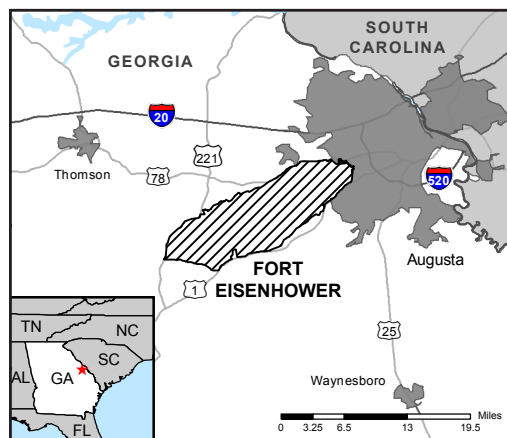 SOUTH
CAROLINA
GEORGIA
20
221
Thomson
78
520
FORT
EISENHOWER
Augusta
1
25
Waynesboro
TN
NC
SC
AL
GA
FL
Miles
0 3.25 6.5 13 19.5